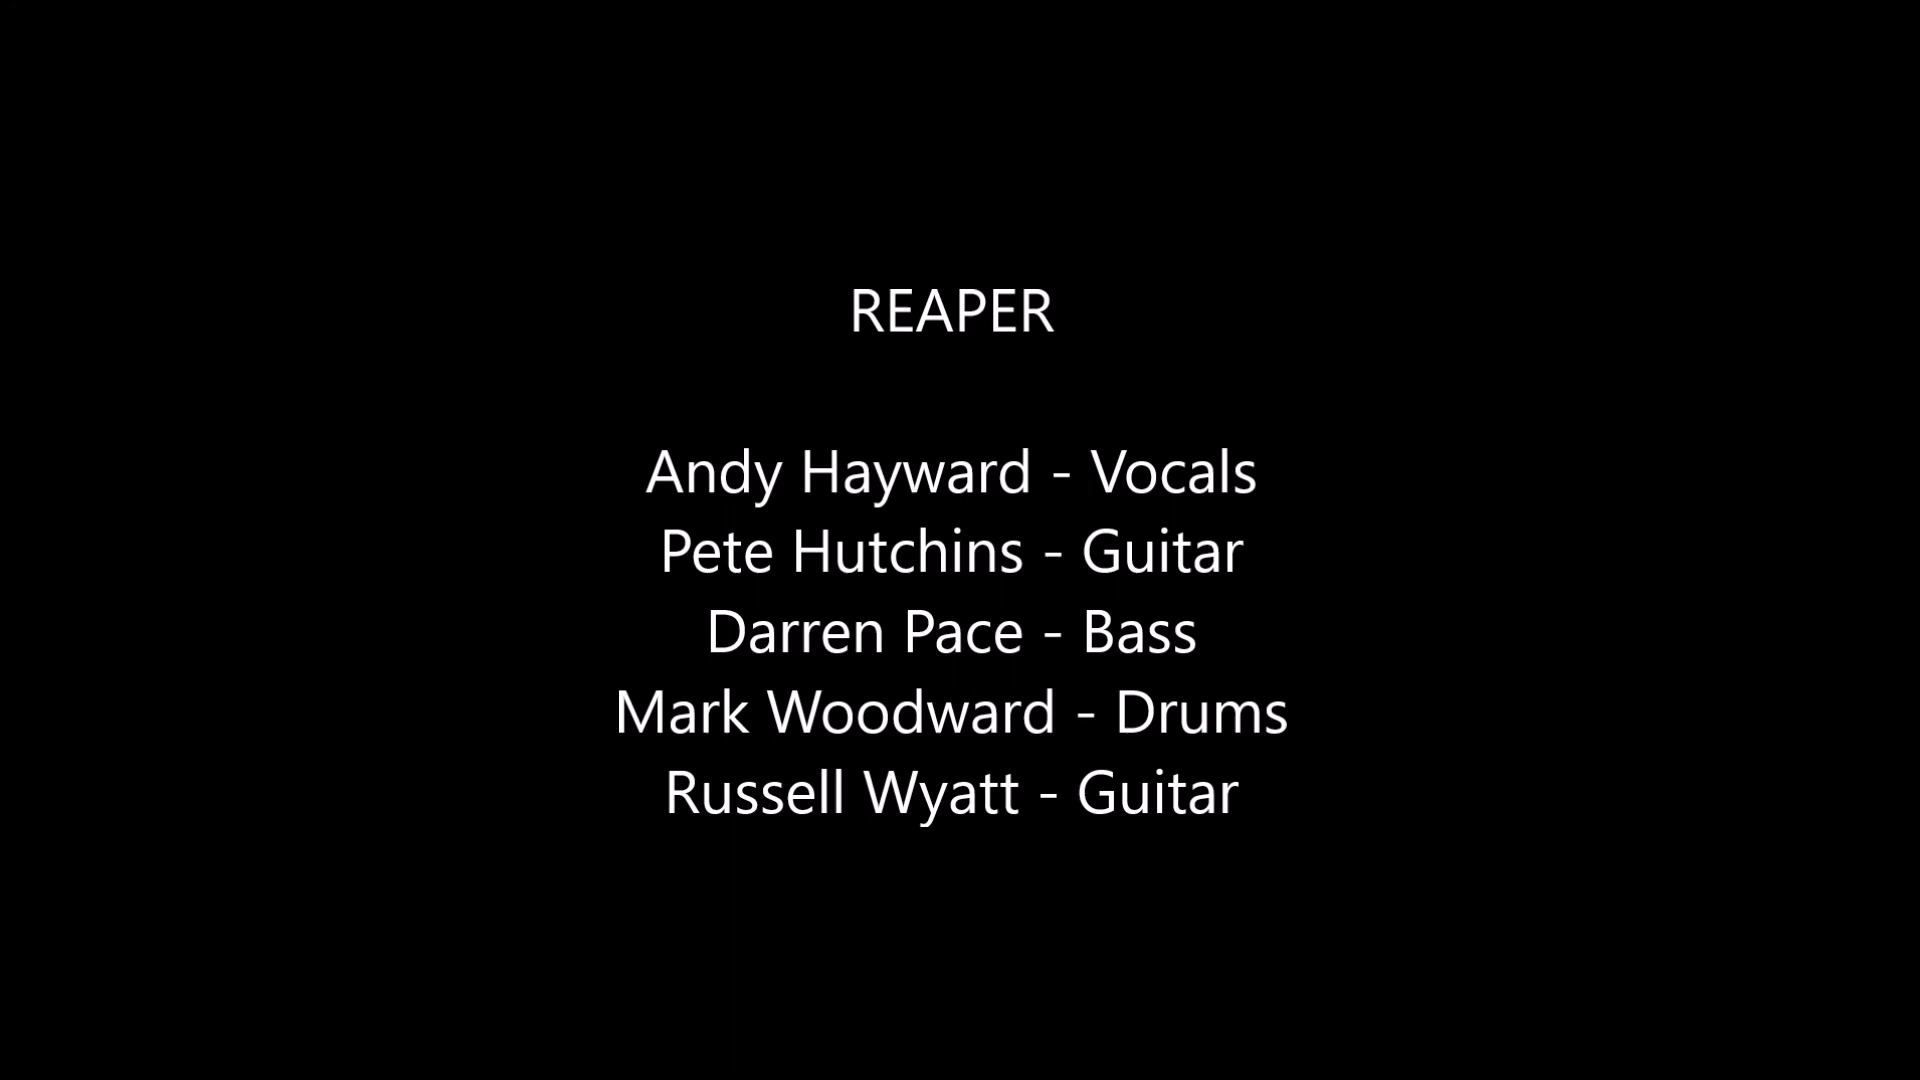 REAPER
Andy Hayward - Vocals
Pete Hutchins - Guitar
Darren Pace - Bass
Mark Woodward - Drums
Russell Wyatt - Guitar